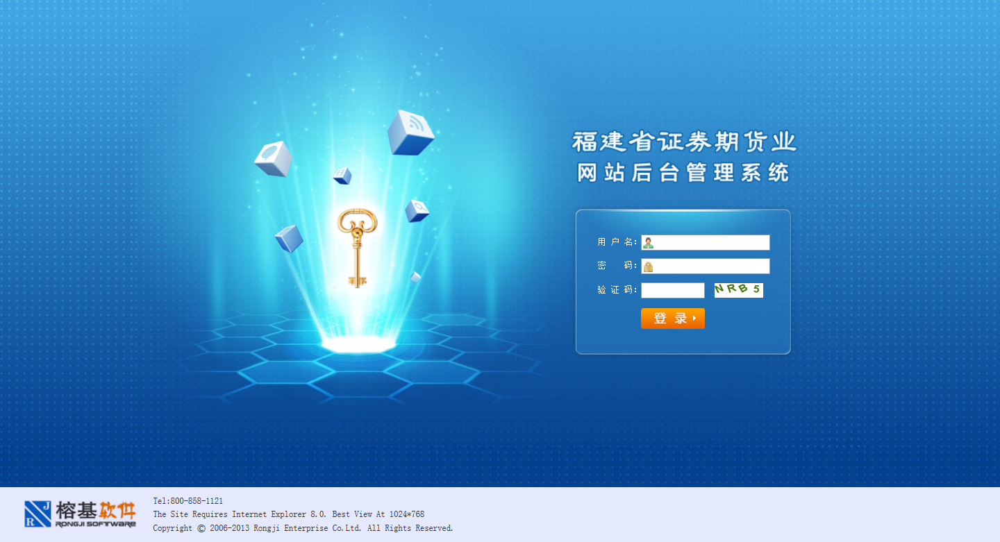 福建省证券期货业
网站后台管理系统
用 户 名:
密 码:
验 证 码:
NRB5
登 录
RJ 榕基软件
RONGJI SOFTWARE
Tel:800-858-1121
The Site Requires Internet Explorer 8.0. Best View At 1024*768
Copyright © 2006-2013 Rongji Enterprise Co.Ltd. All Rights Reserved.